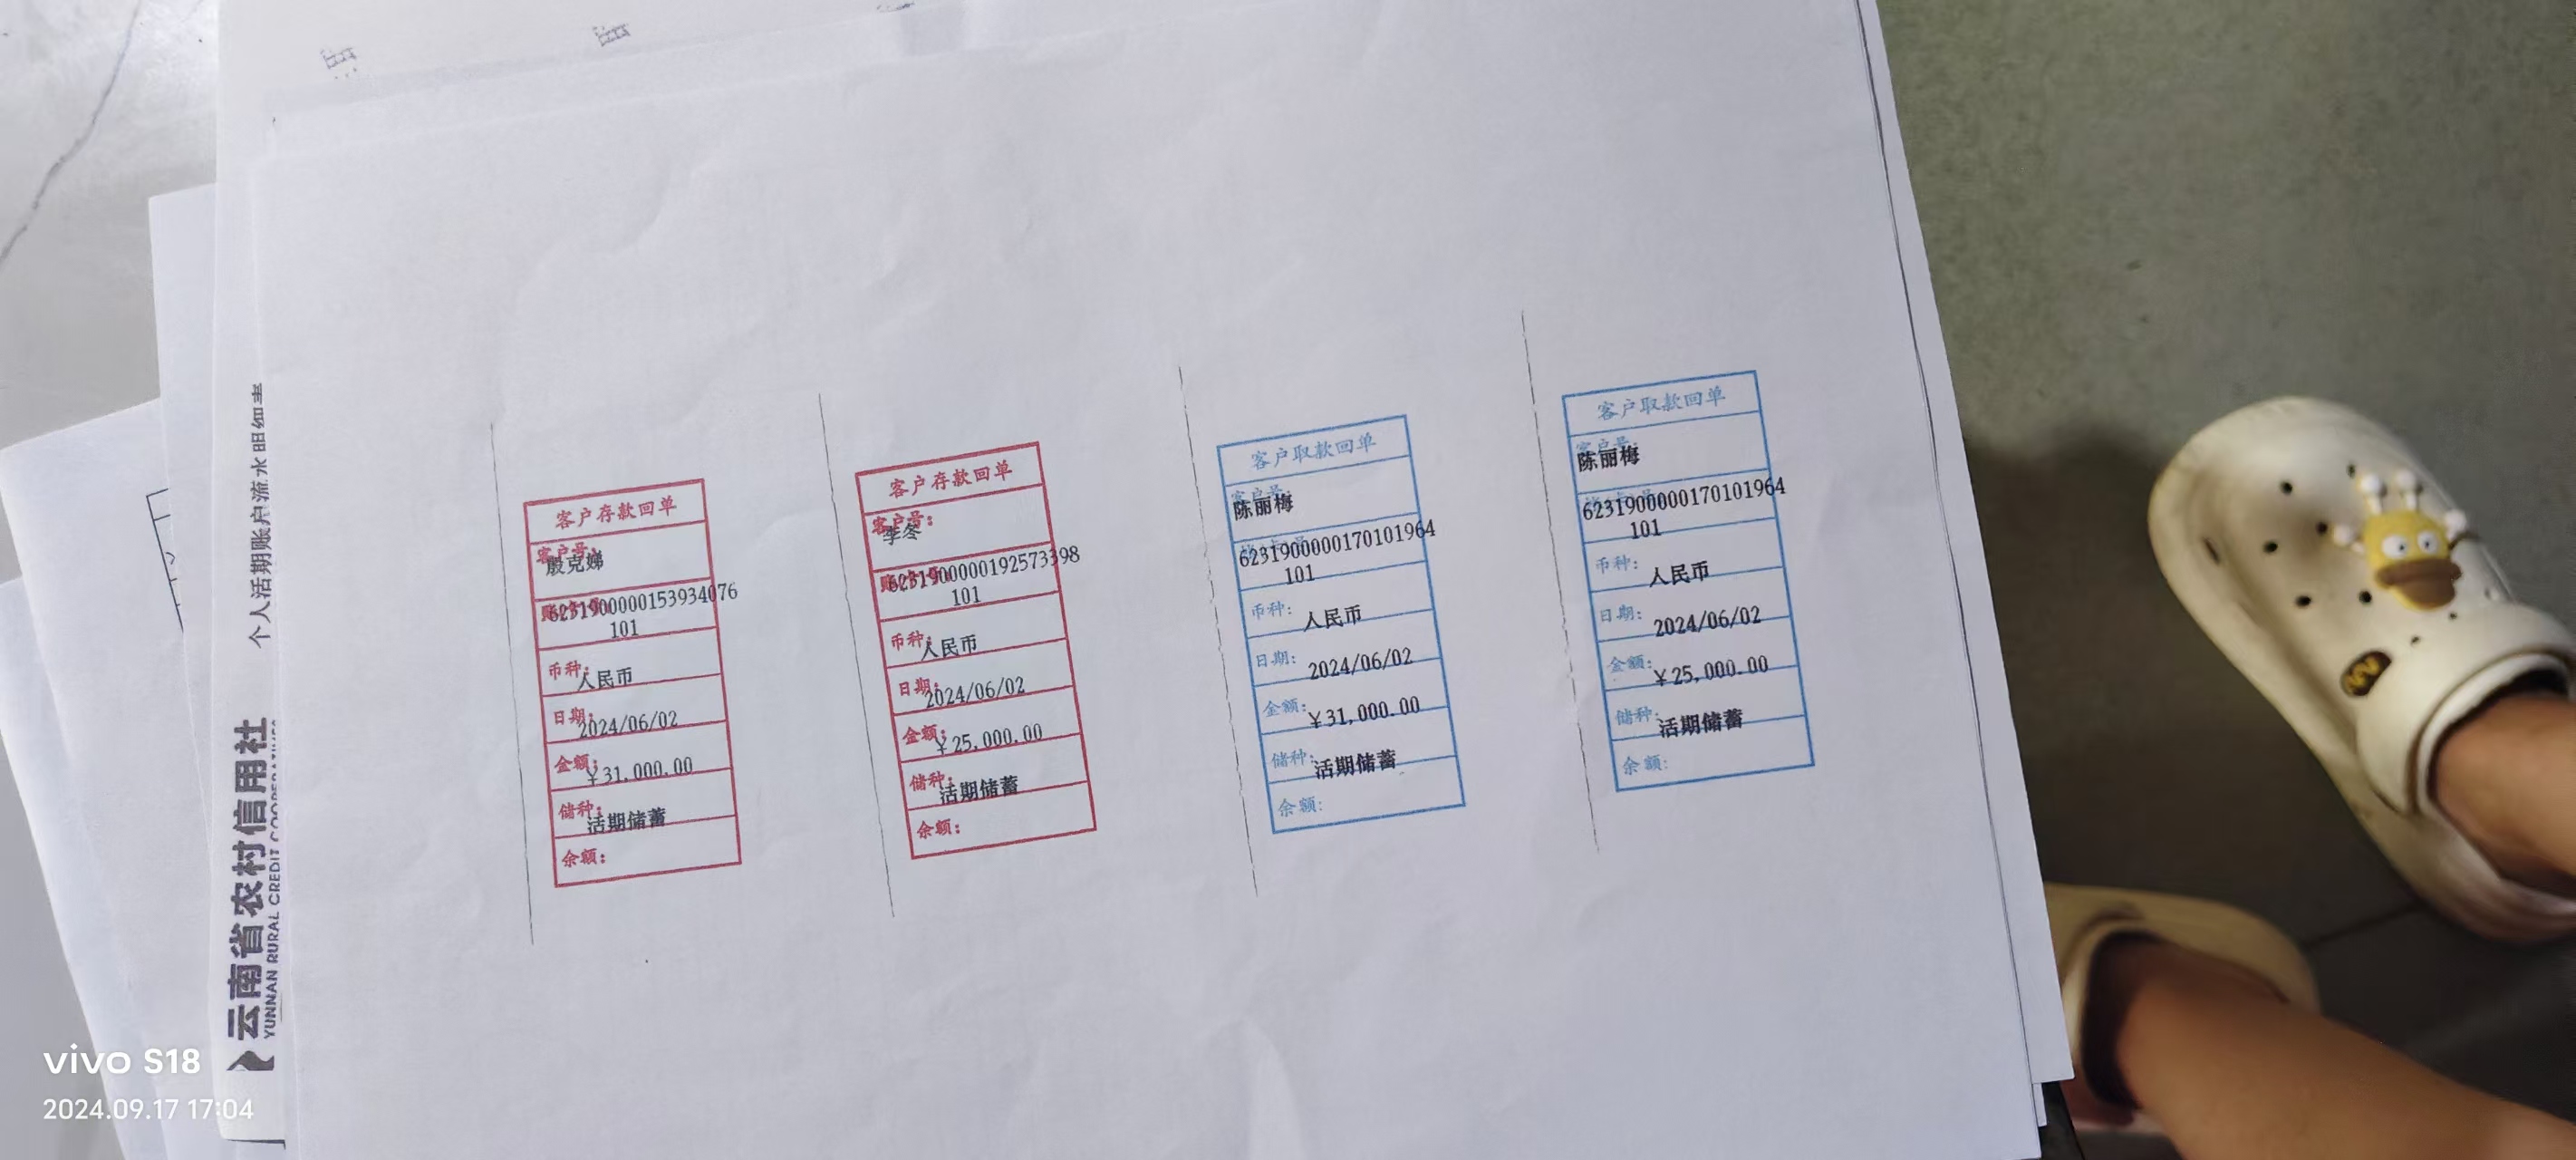 云南省农村信用社
YUNNAN RURAL CREDIT COOPERATIVES
个人活期账户流水明细表
客户存款回单
客户号:
殷克娣
6231900000153934076
101
币种:
人民币
日期:
2024/06/02
金额:
¥31,000.00
储种:
活期储蓄
余额:
客户存款回单
客户号:
李冬
6231900000192573398
101
币种:
人民币
日期:
2024/06/02
金额:
¥25,000.00
储种:
活期储蓄
余额:
客户取款回单
客户号:
陈丽梅
6231900000170101964
101
币种:
人民币
日期:
2024/06/02
金额:
¥31,000.00
储种:
活期储蓄
余额:
客户取款回单
客户号:
陈丽梅
6231900000170101964
101
币种:
人民币
日期:
2024/06/02
金额:
¥25,000.00
储种:
活期储蓄
余额:
vivo S18
2024.09.17 17:04